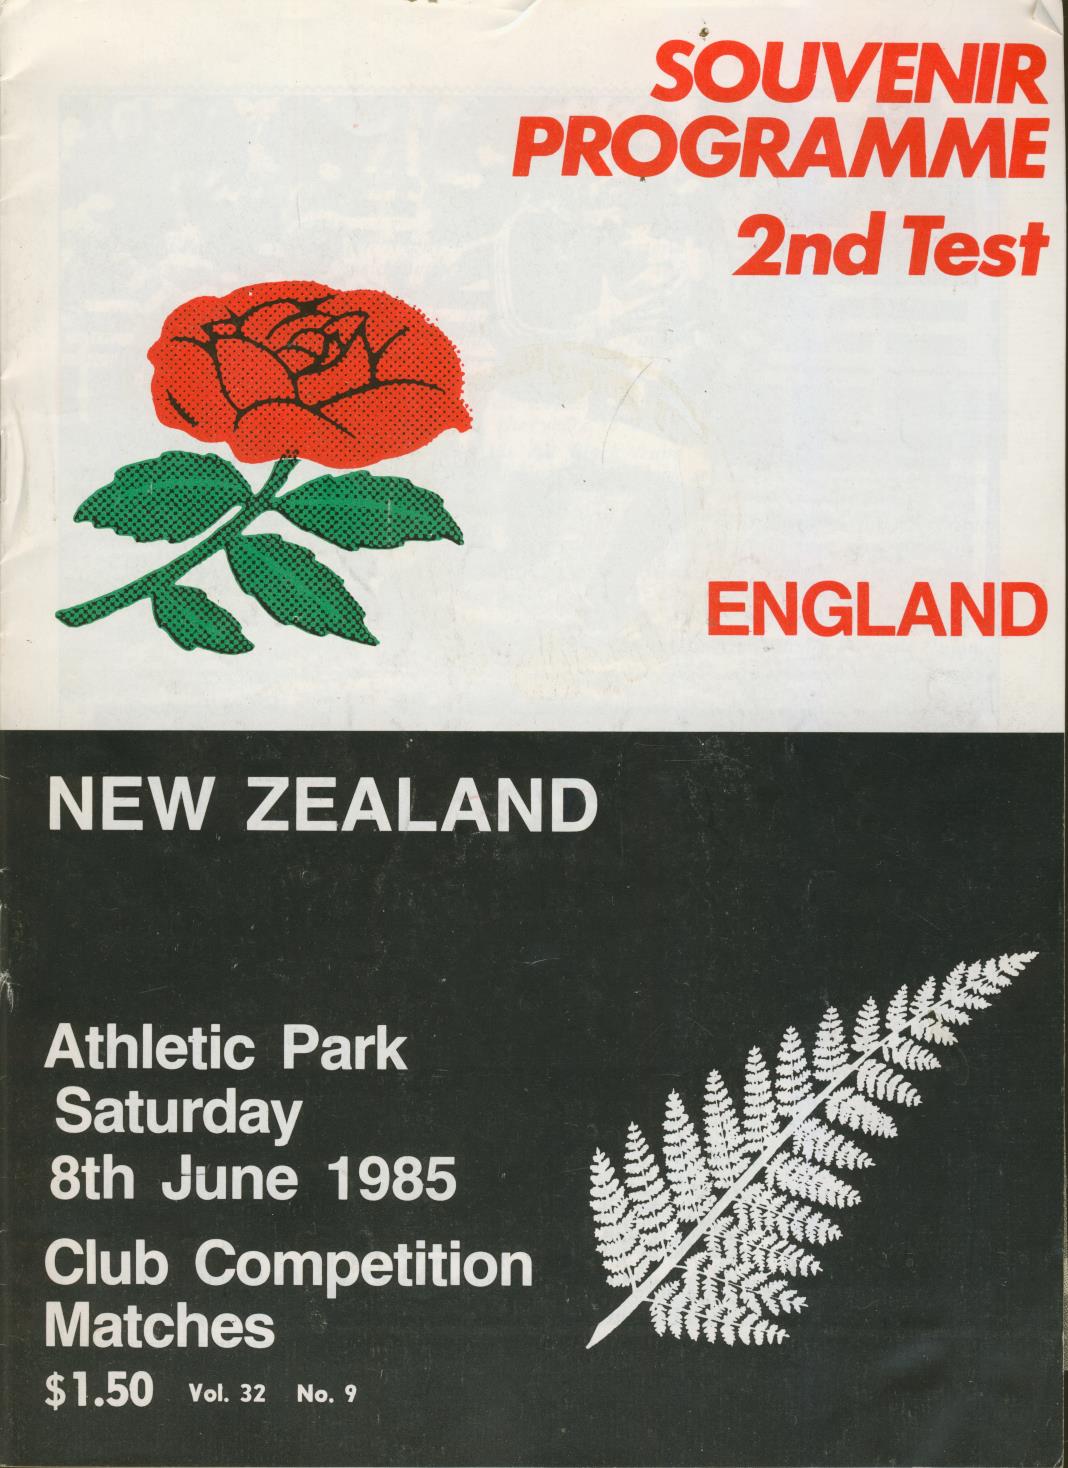 SOUVENIR
PROGRAMME
2nd Test
ENGLAND
NEW ZEALAND
Athletic Park
Saturday
8th June 1985
Club Competition
Matches
$1.50 Vol. 32 No. 9